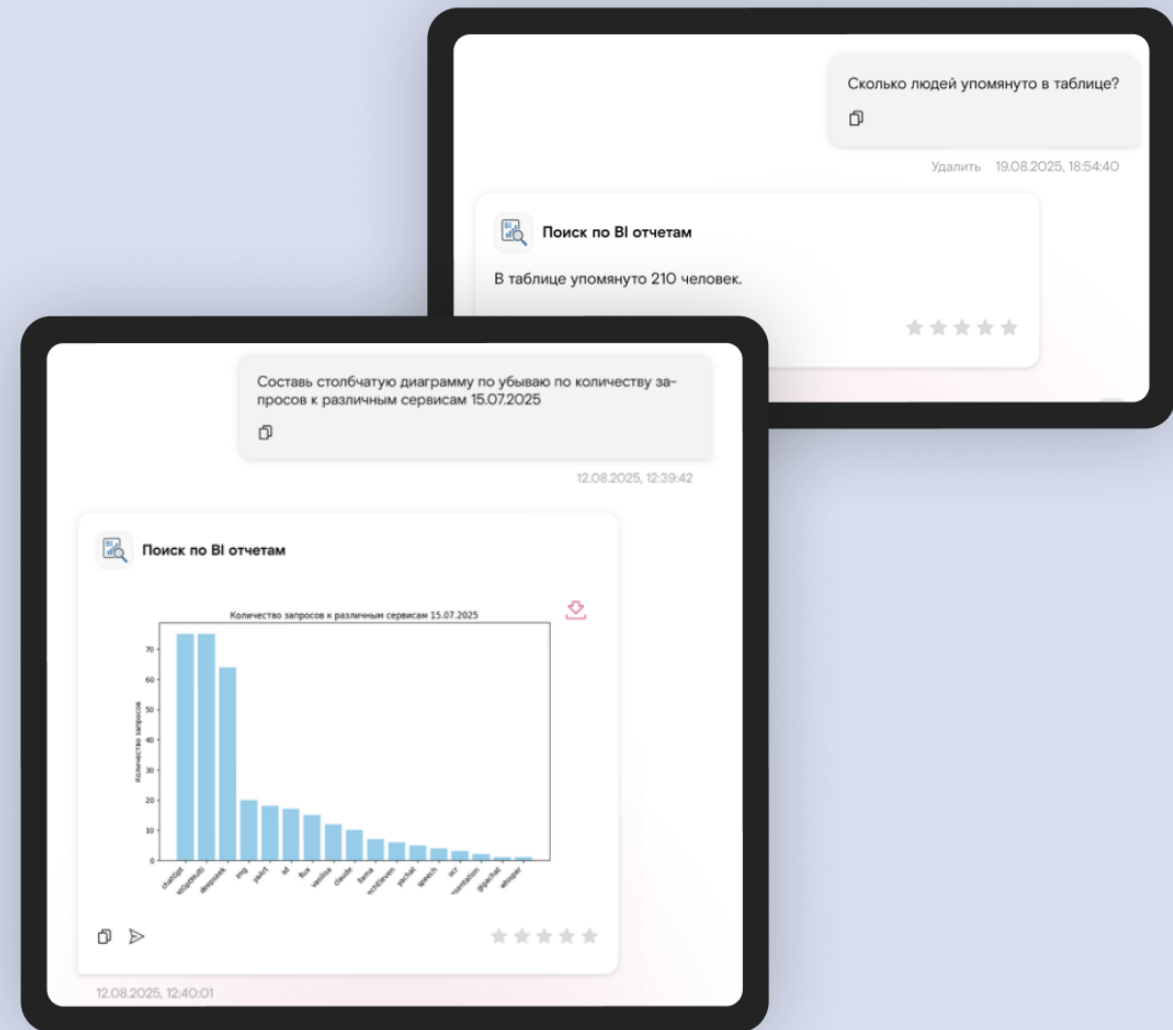 Сколько людей упомянуто в таблице?
Удалить 19.08.2025, 18:54:40
Поиск по BI отчетам
В таблице упомянуто 210 человек.
Составь столбчатую диаграмму по убываю по количеству за-
просов к различным сервисам 15.07.2025
12.08.2025, 12:39:42
Поиск по BI отчетам
Количество запросов к различным сервисам 15.07.2025
Количество запросов
70
60
50
40
30
20
10
0
chatGpt
deepseek
img
yaArt
sd
flux
vasilisa
claude
llama
yachat
speech
ocr
gigachat
whisper
12.08.2025, 12:40:01